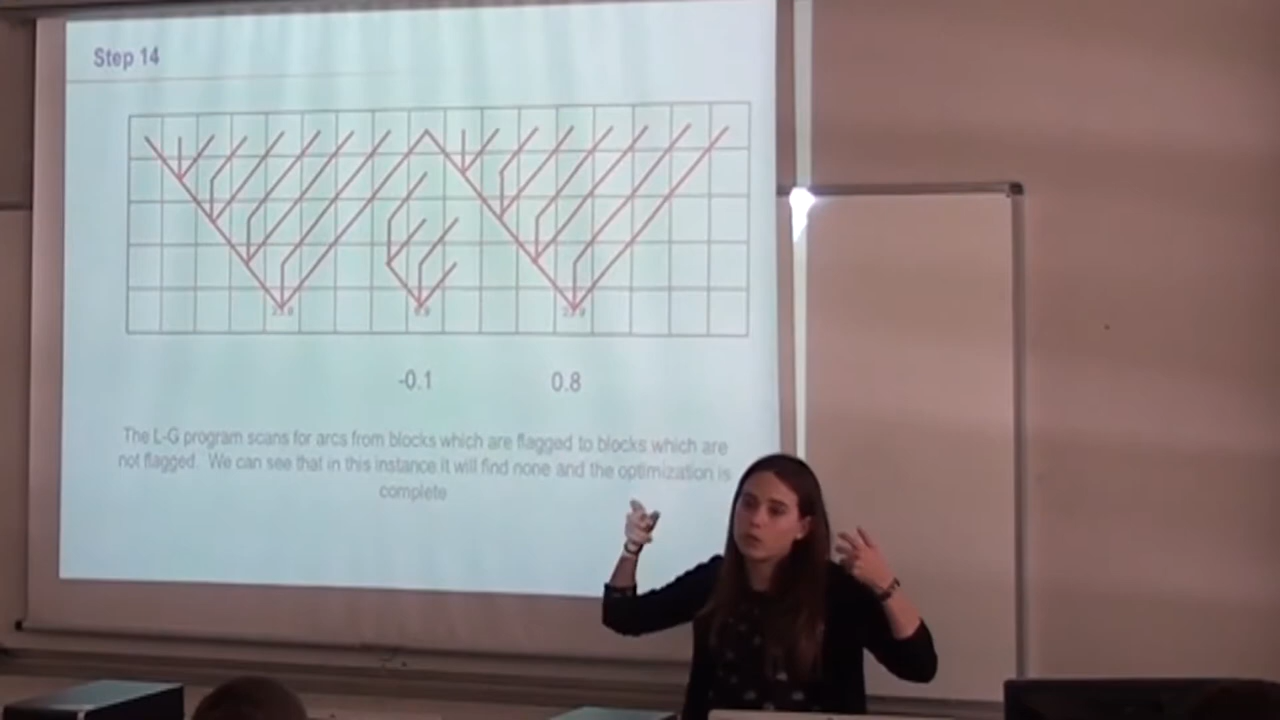 Step 14
23.9
-0.1
0.8
The L-G program scans for arcs from blocks which are flagged to blocks which are
not flagged. We can see that in this instance it will find none and the optimization is
complete